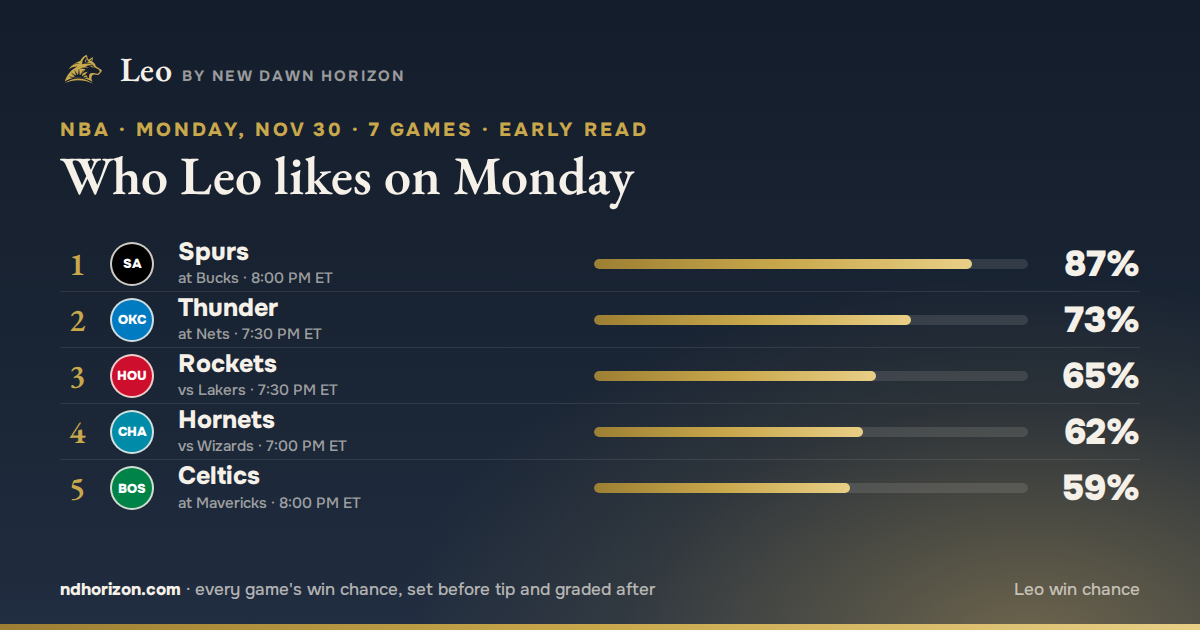 Leo BY NEW DAWN HORIZON
NBA · MONDAY, NOV 30 · 7 GAMES · EARLY READ
Who Leo likes on Monday
1 SA Spurs 87%
at Bucks · 8:00 PM ET
2 OKC Thunder 73%
at Nets · 7:30 PM ET
3 HOU Rockets 65%
vs Lakers · 7:30 PM ET
4 CHA Hornets 62%
vs Wizards · 7:00 PM ET
5 BOS Celtics 59%
at Mavericks · 8:00 PM ET
ndhorizon.com · every game's win chance, set before tip and graded after
Leo win chance